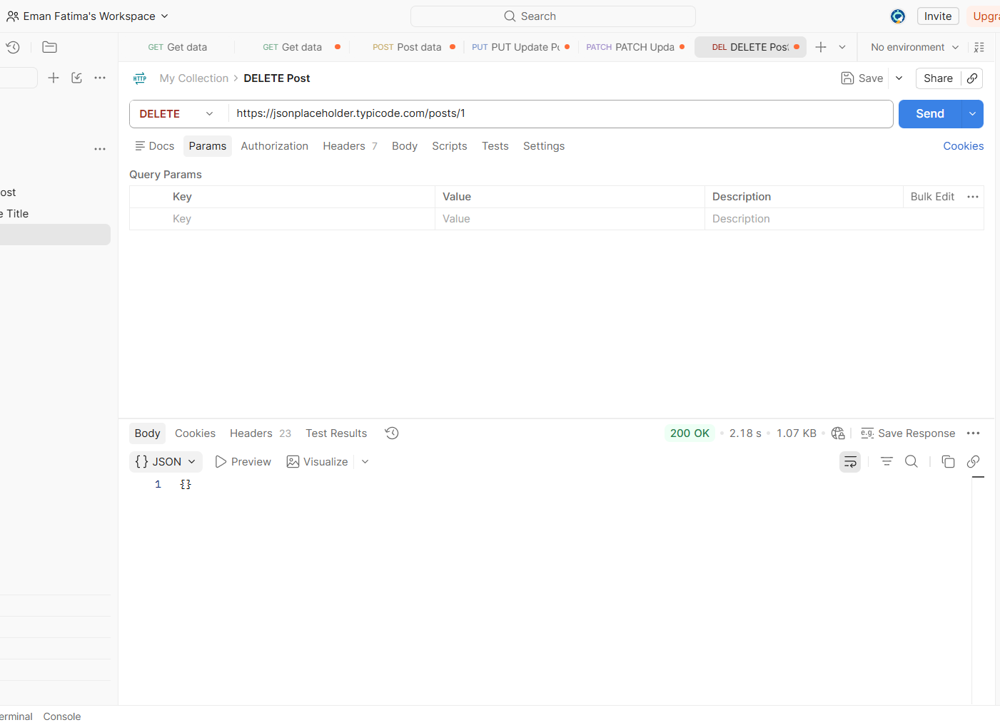 Eman Fatima's Workspace
Search
Invite
Upgra
GET Get data
GET Get data
POST Post data
PUT PUT Update Po
PATCH PATCH Upda
DEL DELETE Post
No environment
HTTP My Collection > DELETE Post
Save
Share
DELETE
https://jsonplaceholder.typicode.com/posts/1
Send
Docs Params Authorization Headers 7 Body Scripts Tests Settings
Cookies
Query Params
ost
e Title
Key Value Description Bulk Edit
Key Value Description
Body Cookies Headers 23 Test Results
200 OK • 2.18 s • 1.07 KB • e.g. Save Response
{} JSON Preview Visualize
1 {}
erminal Console